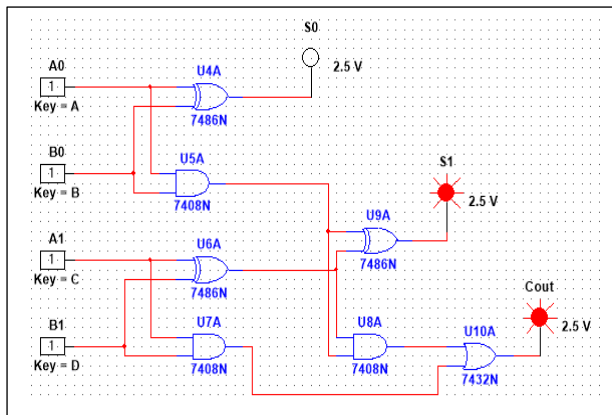 S0
A0
U4A
2.5 V
1
Key = A
7486N
B0
U5A
S1
1
Key = B
7408N
U9A
2.5 V
A1
U6A
1
Key = C
7486N
7486N
Cout
B1
U7A
U8A
U10A
2.5 V
1
Key = D
7408N
7408N
7432N